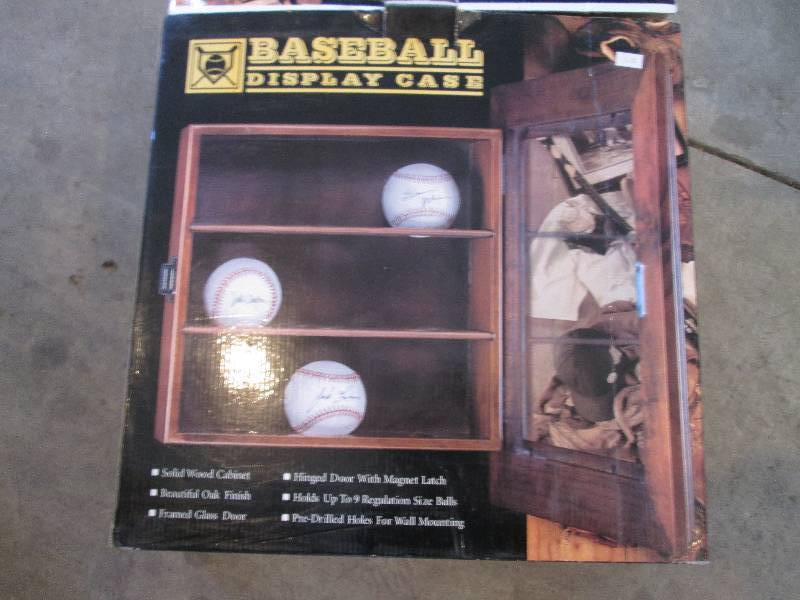 BASEBALL
DISPLAY CASE
Solid Wood Cabinet
Beautiful Oak Finish
Framed Glass Door
Hinged Door With Magnet Latch
Holds Up To 9 Regulation Size Balls
Pre-Drilled Holes For Wall Mounting